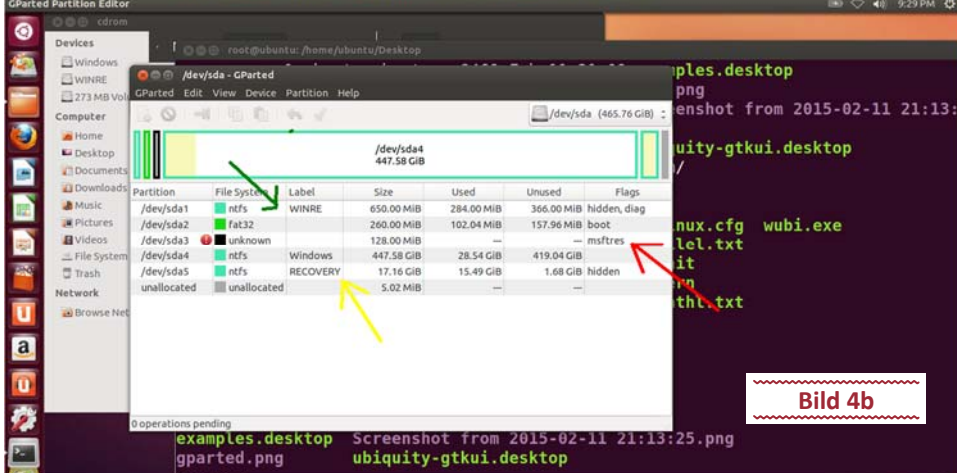 GParted Partition Editor
9:29 PM
cdrom
root@ubuntu: /home/ubuntu/Desktop
Devices
Windows
WINRE
273 MB
Computer
Home
Desktop
Documents
Downloads
Music
Pictures
Videos
File System
Trash
Network
Browse Net
/dev/sda - GParted
GParted Edit View Device Partition Help
/dev/sda (465.76 GiB)
/dev/sda4
447.58 GiB
Partition File System Label Size Used Unused Flags
/dev/sda1 ntfs WINRE 650.00 MiB 284.00 MiB 366.00 MiB hidden, diag
/dev/sda2 fat32 260.00 MiB 102.04 MiB 157.96 MiB boot
/dev/sda3 unknown 128.00 MiB — — msftres
/dev/sda4 ntfs Windows 447.58 GiB 28.54 GiB 419.04 GiB
/dev/sda5 ntfs RECOVERY 17.16 GiB 15.49 GiB 1.68 GiB hidden
unallocated unallocated 5.02 MiB — —
0 operations pending
ples.desktop
png
enshot from 2015-02-11 21:13:
uity-gtkui.desktop
/
nux.cfg wubi.exe
lel.txt
it
thl.txt
examples.desktop Screenshot from 2015-02-11 21:13:25.png
gparted.png ubiquity-gtkui.desktop
Bild 4b